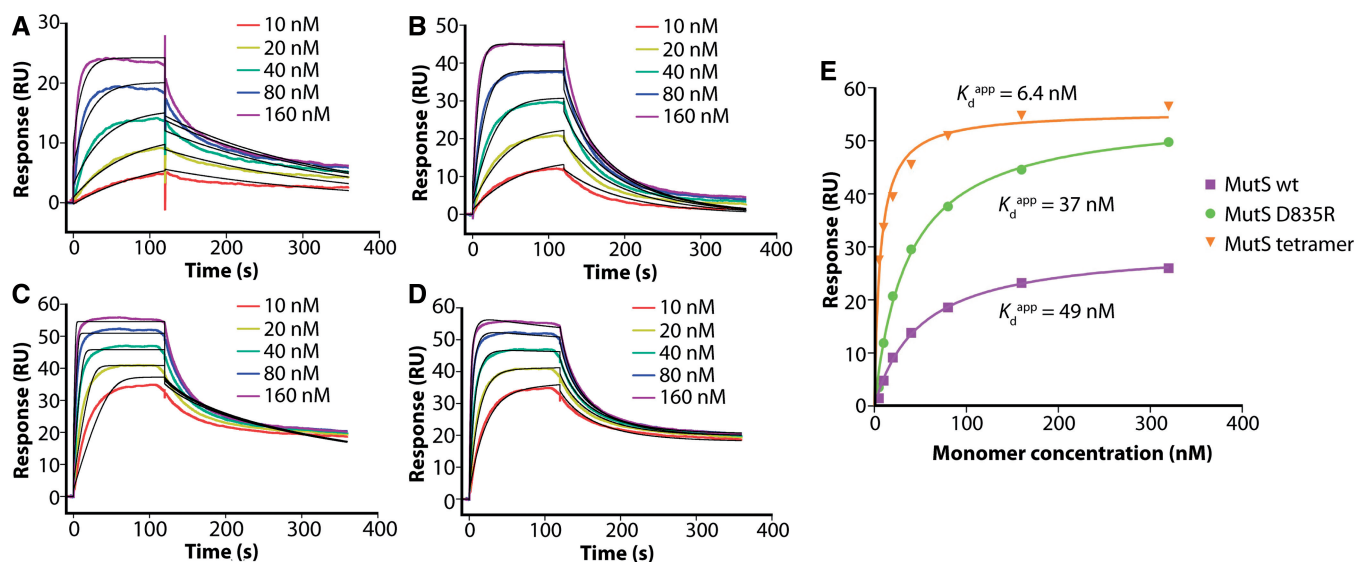 A
30
20
10
0
Response (RU)
0 100 200 300 400
Time (s)
10 nM
20 nM
40 nM
80 nM
160 nM
B
50
40
30
20
10
0
Response (RU)
0 100 200 300 400
Time (s)
10 nM
20 nM
40 nM
80 nM
160 nM
C
60
50
40
30
20
10
0
Response (RU)
0 100 200 300 400
Time (s)
10 nM
20 nM
40 nM
80 nM
160 nM
D
60
50
40
30
20
10
0
Response (RU)
0 100 200 300 400
Time (s)
10 nM
20 nM
40 nM
80 nM
160 nM
E
60
50
40
30
20
10
0
Response (RU)
0 100 200 300 400
Monomer concentration (nM)
Kd app = 6.4 nM
Kd app = 37 nM
Kd app = 49 nM
MutS wt
MutS D835R
MutS tetramer